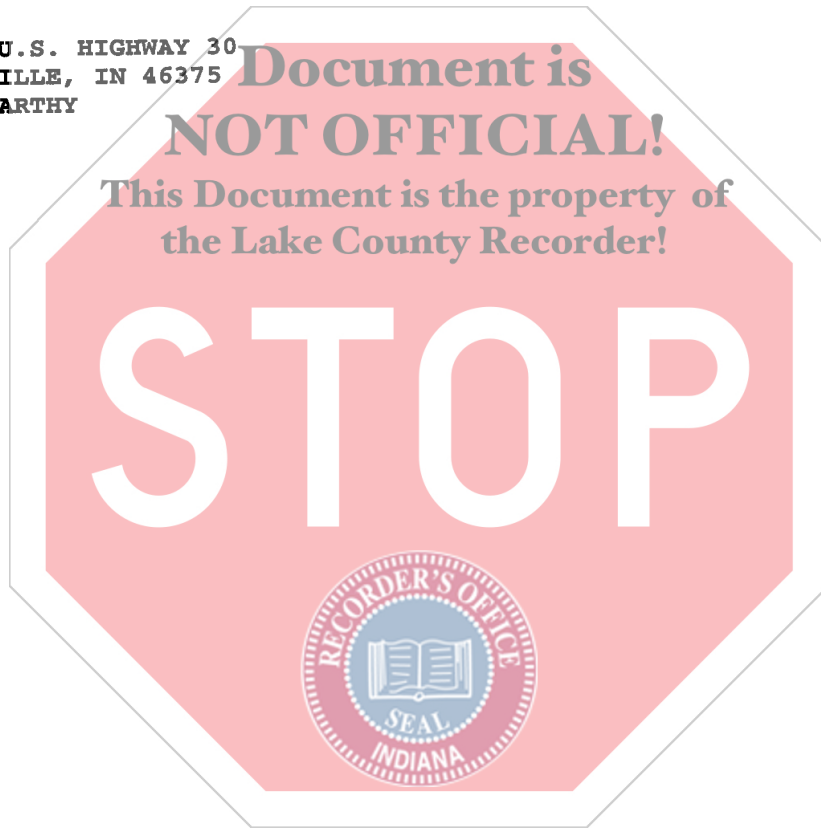 U.S. HIGHWAY 30
ILLE, IN 46375
ARTHY
Document is
NOT OFFICIAL!
This Document is the property of
the Lake County Recorder!
STOP
RECORDER'S OFFICE
SEAL
INDIANA